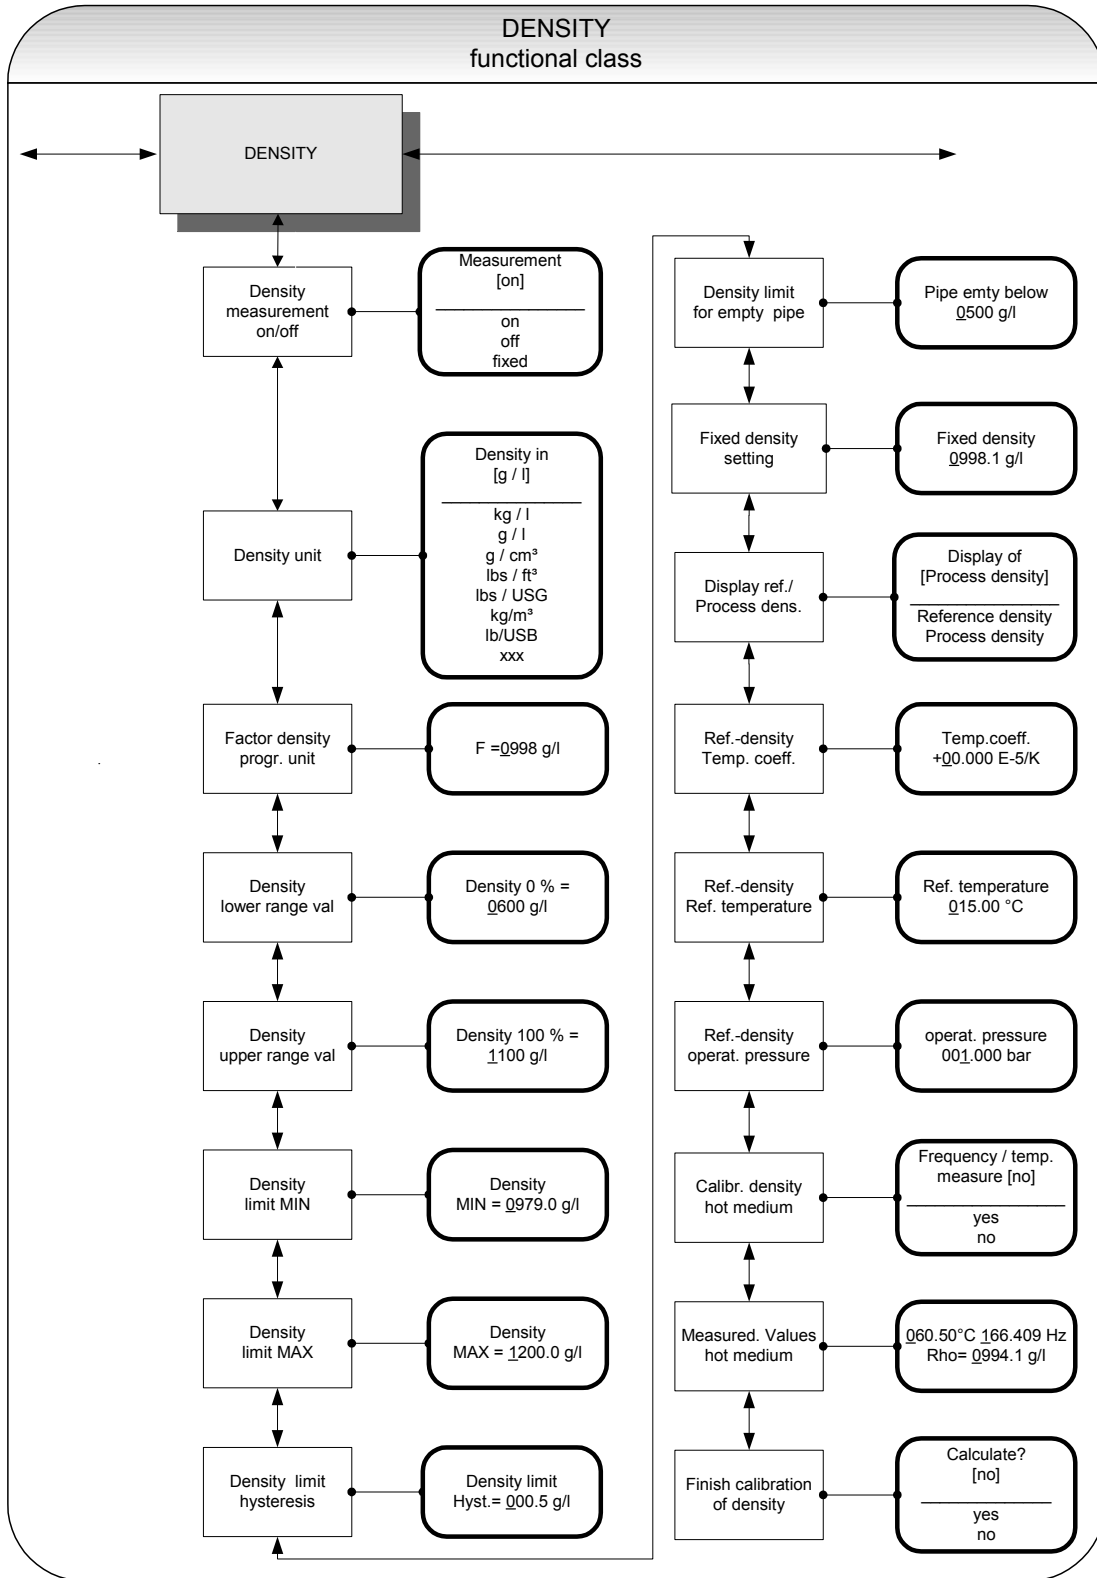 DENSITY
functional class
DENSITY
Density
measurement
on/off
Measurement
[on]
on
off
fixed
Density unit
Density in
[g / l]
kg / l
g / l
g / cm³
lbs / ft³
lbs / USG
kg/m³
lb/USB
xxx
Factor density
progr. unit
F =0998 g/l
Density
lower range val
Density 0 % =
0600 g/l
Density
upper range val
Density 100 % =
1100 g/l
Density
limit MIN
Density
MIN = 0979.0 g/l
Density
limit MAX
Density
MAX = 1200.0 g/l
Density limit
hysteresis
Density limit
Hyst.= 000.5 g/l
Density limit
for empty pipe
Pipe emty below
0500 g/l
Fixed density
setting
Fixed density
0998.1 g/l
Display ref./
Process dens.
Display of
[Process density]
Reference density
Process density
Ref.-density
Temp. coeff.
Temp.coeff.
+00.000 E-5/K
Ref.-density
Ref. temperature
Ref. temperature
015.00 °C
Ref.-density
operat. pressure
operat. pressure
001.000 bar
Calibr. density
hot medium
Frequency / temp.
measure [no]
yes
no
Measured. Values
hot medium
060.50°C 166.409 Hz
Rho= 0994.1 g/l
Finish calibration
of density
Calculate?
[no]
yes
no